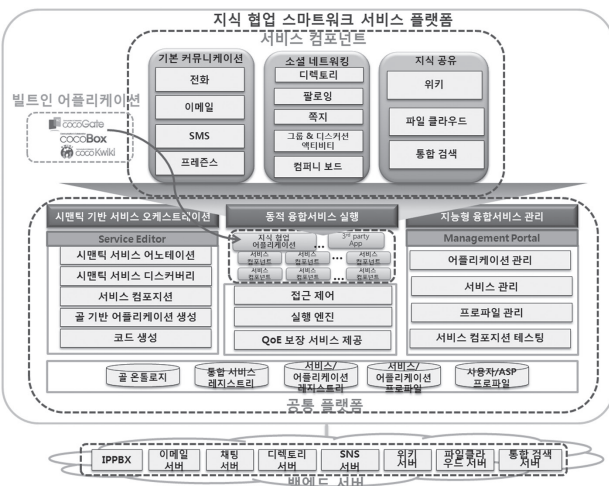 지식 협업 스마트워크 서비스 플랫폼
서비스 컴포넌트
기본 커뮤니케이션
전화
이메일
SMS
프레즌스
소셜 네트워킹
디렉토리
팔로잉
쪽지
그룹 & 디스커션
액티비티
컴퍼니 보드
지식 공유
위키
파일 클라우드
통합 검색
빌트인 어플리케이션
cocoGate
cocoBox
cocoKwiki
시맨틱 기반 서비스 오케스트레이션
Service Editor
시맨틱 서비스 어노테이션
시맨틱 서비스 디스커버리
서비스 컴포지션
골 기반 어플리케이션 생성
코드 생성
동적 융합서비스 실행
지식 협업
어플리케이션
...
3rd party
App
서비스
컴포넌트
서비스
컴포넌트
...
서비스
컴포넌트
서비스
컴포넌트
서비스
컴포넌트
...
서비스
컴포넌트
접근 제어
실행 엔진
QoE 보장 서비스 제공
지능형 융합서비스 관리
Management Portal
어플리케이션 관리
서비스 관리
프로파일 관리
서비스 컴포지션 테스팅
골 온톨로지
통합 서비스
레지스트리
서비스/
어플리케이션
레지스트리
서비스/
어플리케이션
프로파일
사용자/ASP
프로파일
공통 플랫폼
IPPBX
이메일
서버
채팅
서버
디렉토리
서버
SNS
서버
위키
서버
파일클라
우드 서버
통합 검색
서버
백엔드 서버